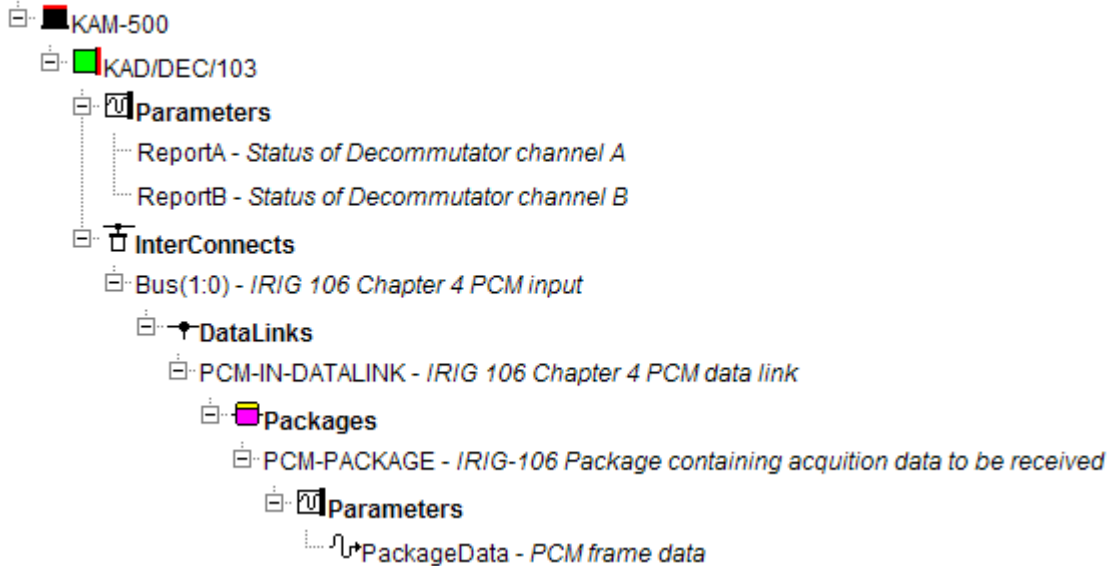 KAM-500
KAD/DEC/103
Parameters
ReportA - Status of Decommutator channel A
ReportB - Status of Decommutator channel B
InterConnects
Bus(1:0) - IRIG 106 Chapter 4 PCM input
DataLinks
PCM-IN-DATALINK - IRIG 106 Chapter 4 PCM data link
Packages
PCM-PACKAGE - IRIG-106 Package containing acquition data to be received
Parameters
PackageData - PCM frame data